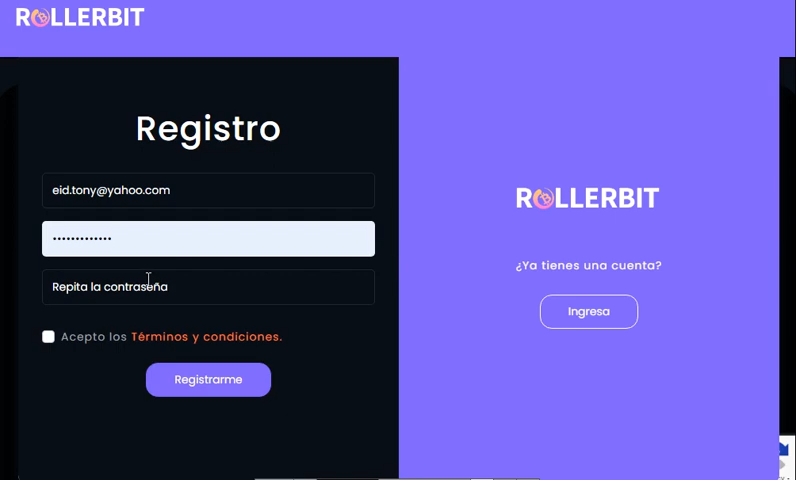 ROLLERBIT
Registro
eid.tony@yahoo.com
•••••••••••••
Repita la contraseña
Acepto los Términos y condiciones.
Registrarme
ROLLERBIT
¿Ya tienes una cuenta?
Ingresa